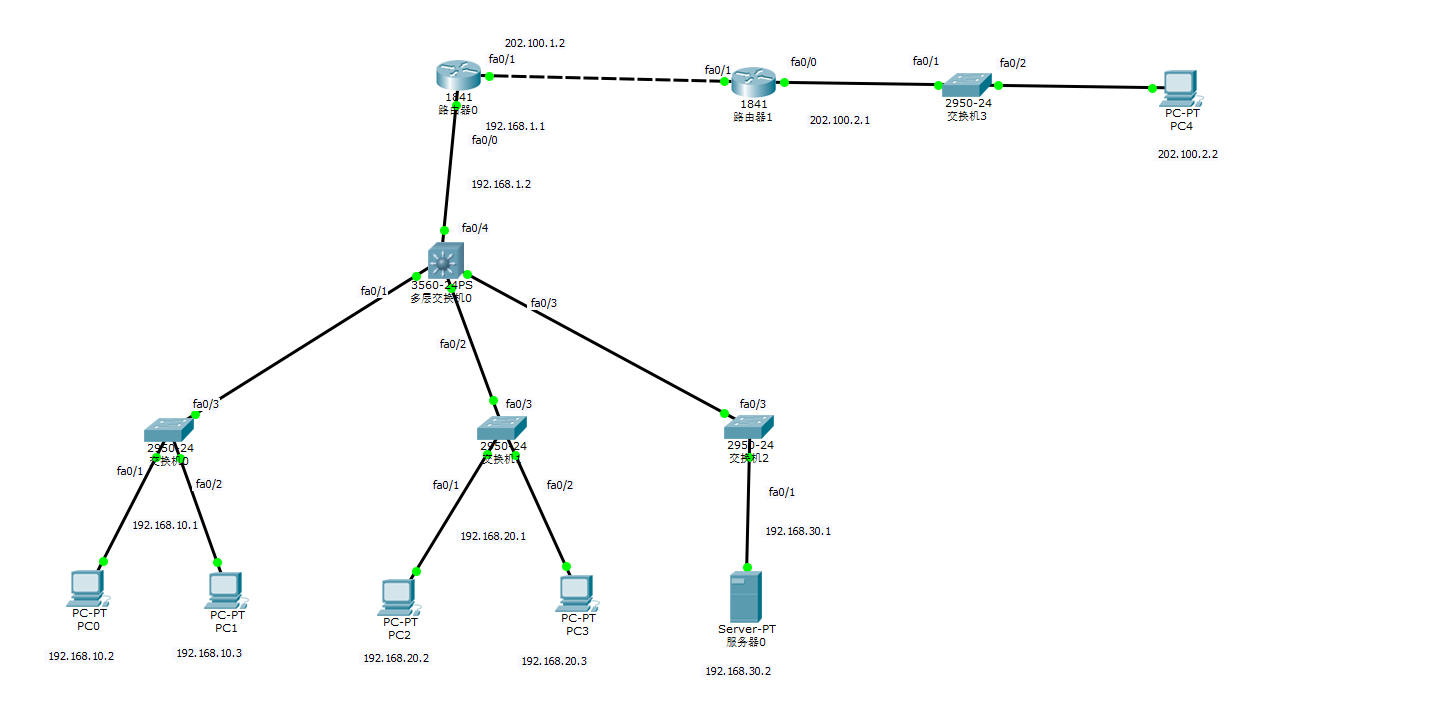 202.100.1.2
fa0/1
1841
路由器0
192.168.1.1
fa0/0
192.168.1.2
fa0/4
fa0/1
1841
路由器1
fa0/0
202.100.2.1
fa0/1
2950-24
交换机3
fa0/2
PC-PT
PC4
202.100.2.2
3560-24PS
多层交换机0
fa0/1
fa0/2
fa0/3
fa0/3
2950-24
交换机0
fa0/1
fa0/2
192.168.10.1
PC-PT
PC0
192.168.10.2
PC-PT
PC1
192.168.10.3
fa0/3
2950-24
交换机1
fa0/1
fa0/2
192.168.20.1
PC-PT
PC2
192.168.20.2
PC-PT
PC3
192.168.20.3
fa0/3
2950-24
交换机2
fa0/1
192.168.30.1
Server-PT
服务器0
192.168.30.2